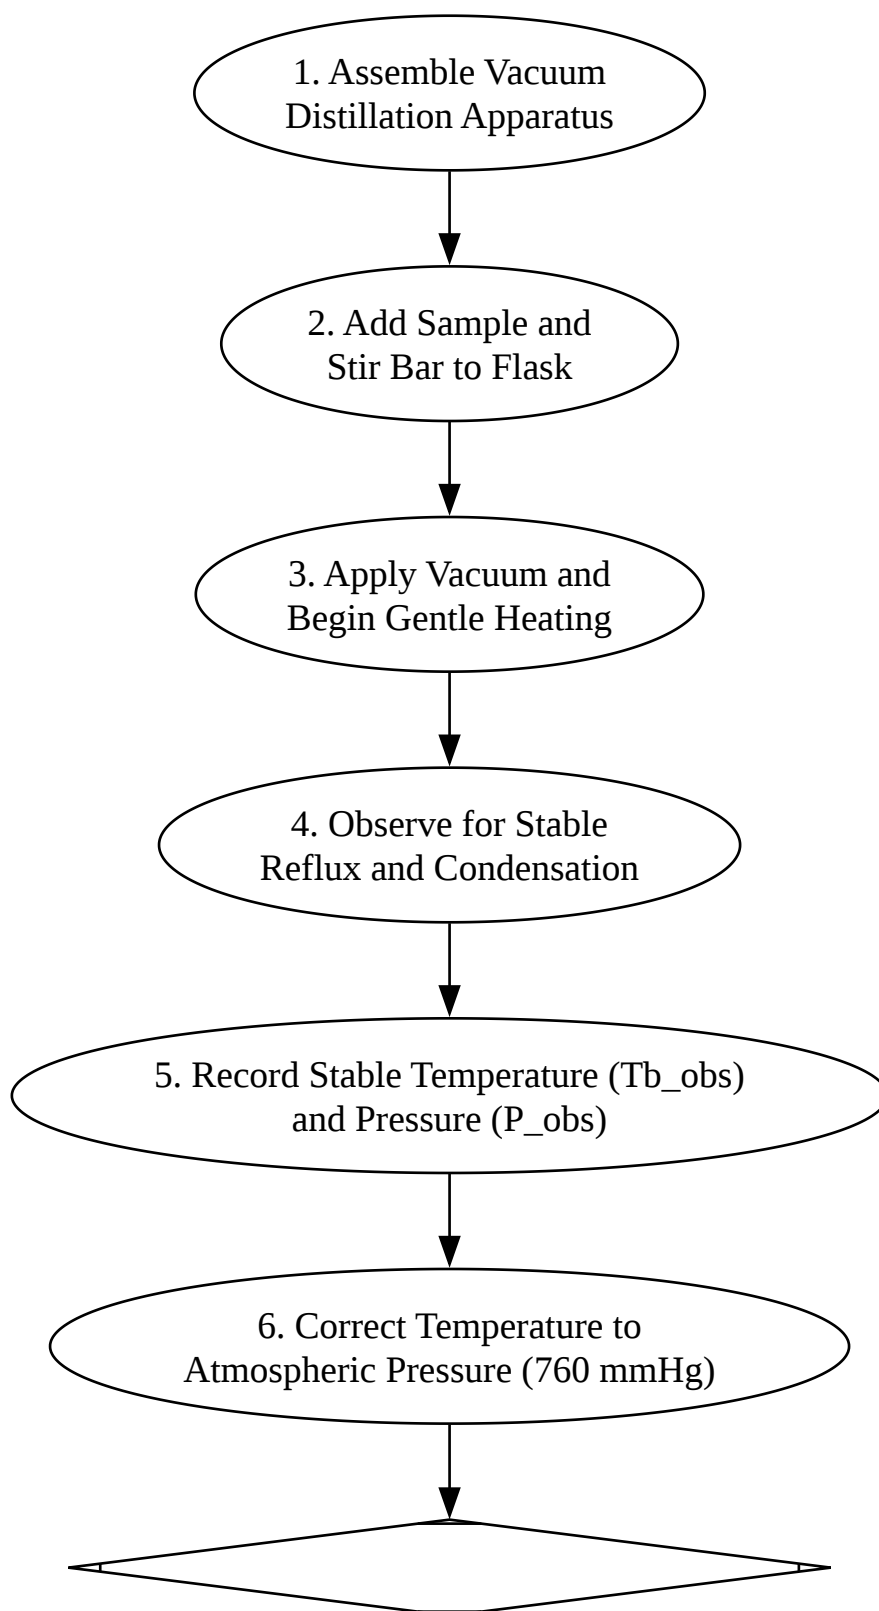 1. Assemble Vacuum
Distillation Apparatus
2. Add Sample and
Stir Bar to Flask
3. Apply Vacuum and
Begin Gentle Heating
4. Observe for Stable
Reflux and Condensation
5. Record Stable Temperature (Tb_obs)
and Pressure (P_obs)
6. Correct Temperature to
Atmospheric Pressure (760 mmHg)